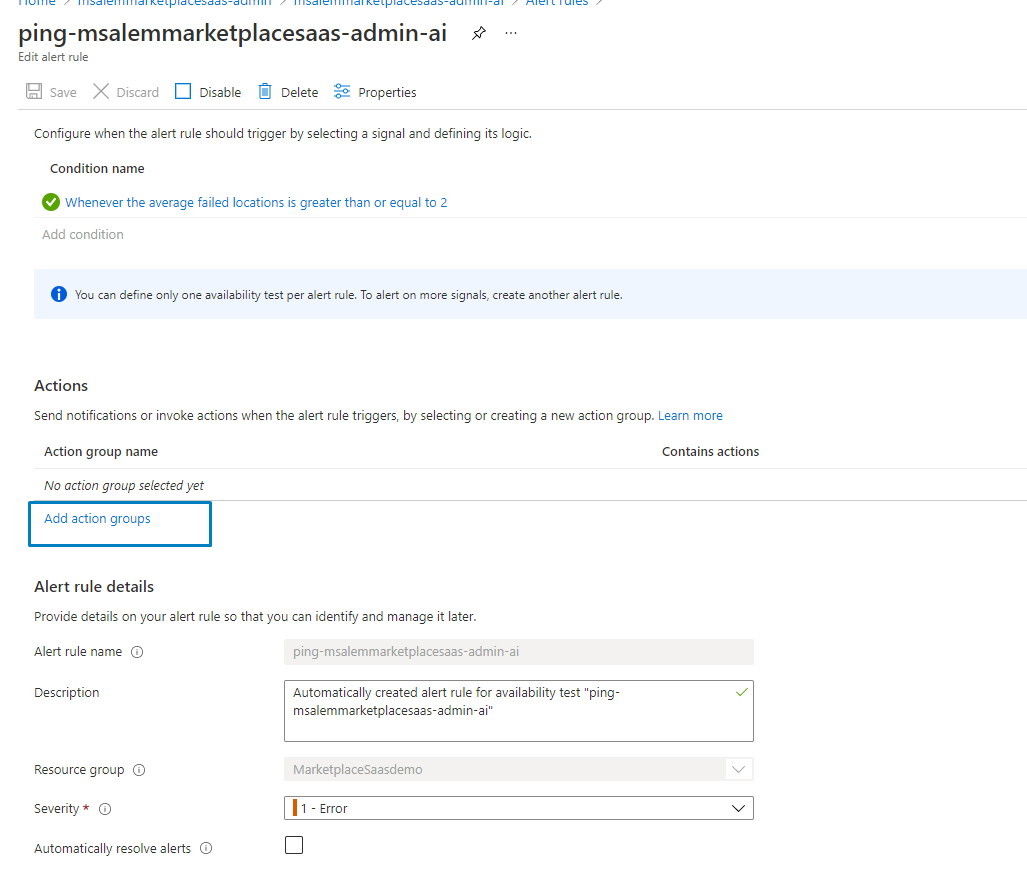 Home > msalemmarketplacesaas-admin > msalemmarketplacesaas-admin-ai > Alert rules >
ping-msalemmarketplacesaas-admin-ai
Edit alert rule
Save Discard Disable Delete Properties
Configure when the alert rule should trigger by selecting a signal and defining its logic.
Condition name
Whenever the average failed locations is greater than or equal to 2
Add condition
You can define only one availability test per alert rule. To alert on more signals, create another alert rule.
Actions
Send notifications or invoke actions when the alert rule triggers, by selecting or creating a new action group. Learn more
Action group name Contains actions
No action group selected yet
Add action groups
Alert rule details
Provide details on your alert rule so that you can identify and manage it later.
Alert rule name ping-msalemmarketplacesaas-admin-ai
Description Automatically created alert rule for availability test "ping-
msalemmarketplacesaas-admin-ai"
Resource group MarketplaceSaasdemo
Severity * 1 - Error
Automatically resolve alerts